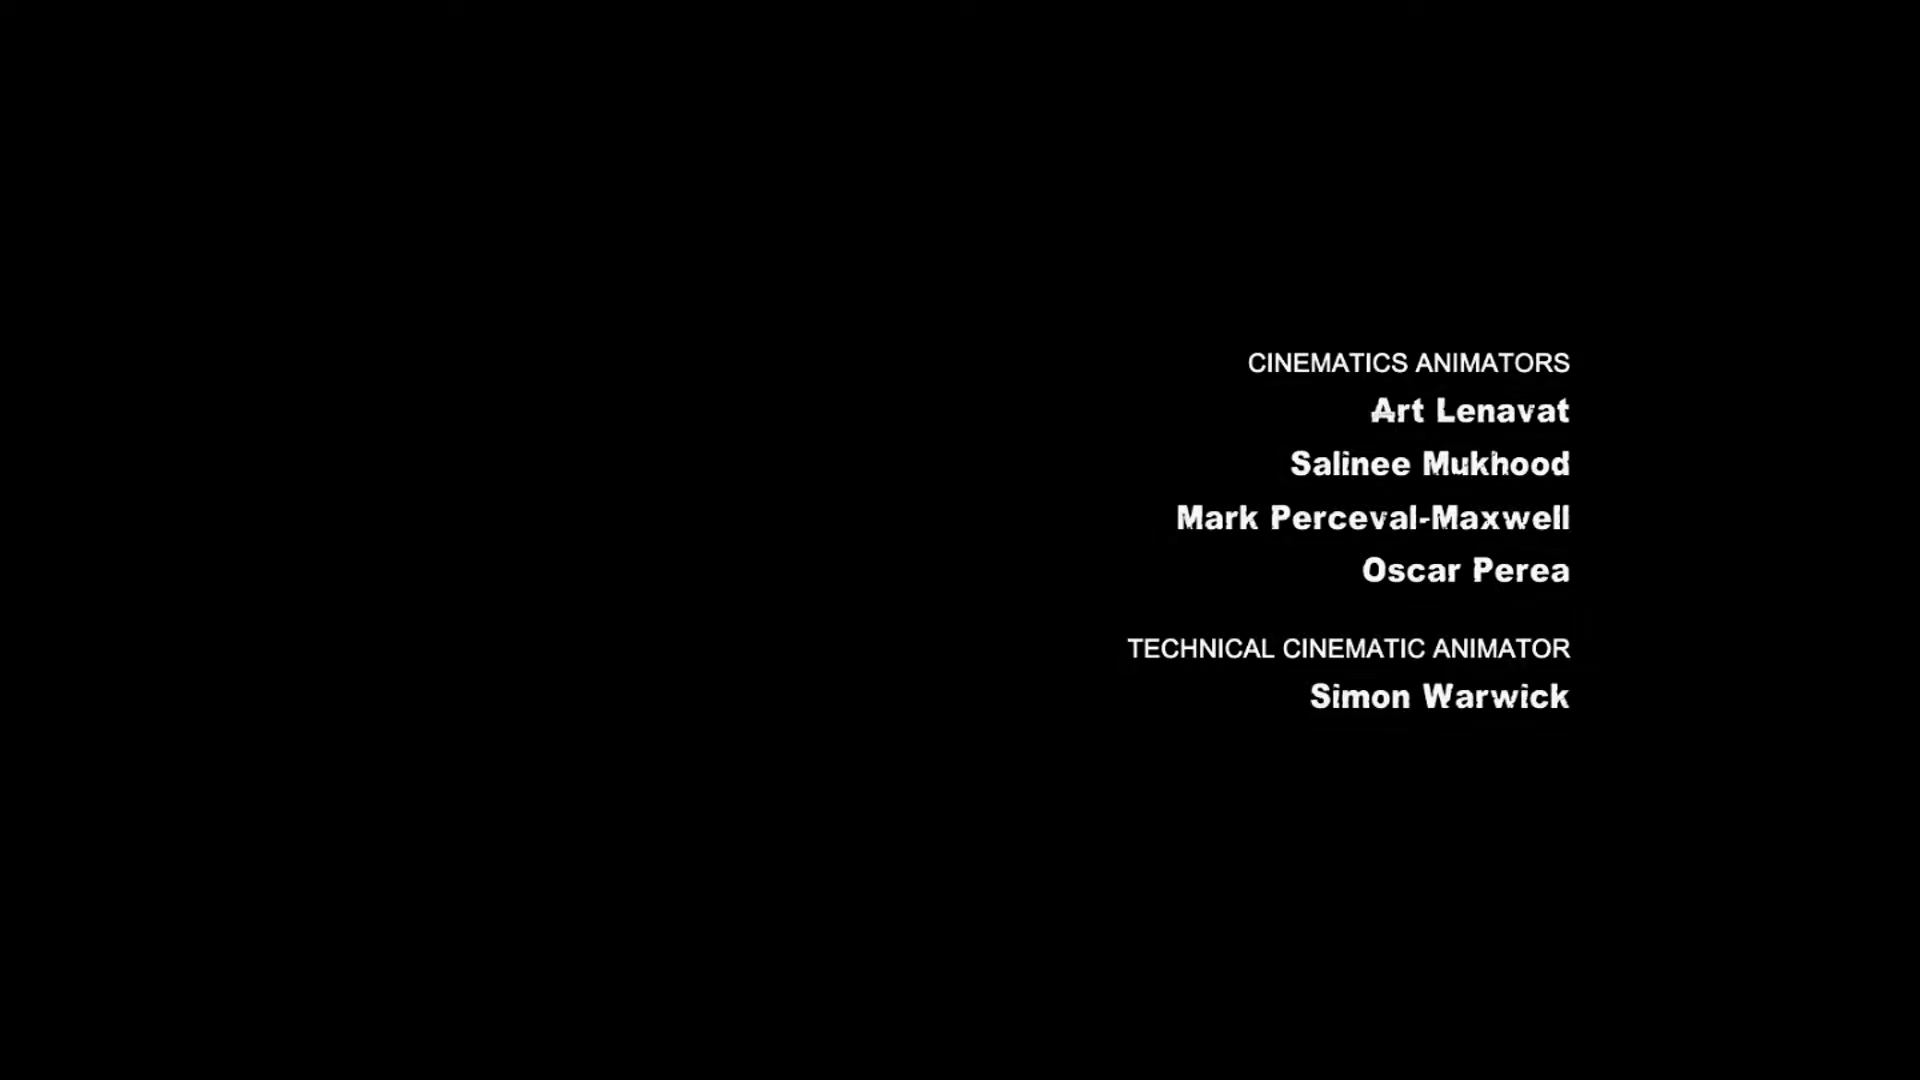 CINEMATICS ANIMATORS
Art Lenavat
Salinee Mukhood
Mark Perceval-Maxwell
Oscar Perea
TECHNICAL CINEMATIC ANIMATOR
Simon Warwick